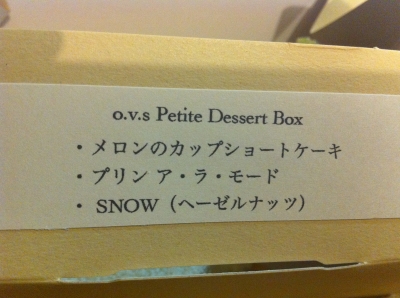 o.v.s Petite Dessert Box
・メロンのカップショートケーキ
・プリン ア・ラ・モード
・ SNOW（ヘーゼルナッツ）